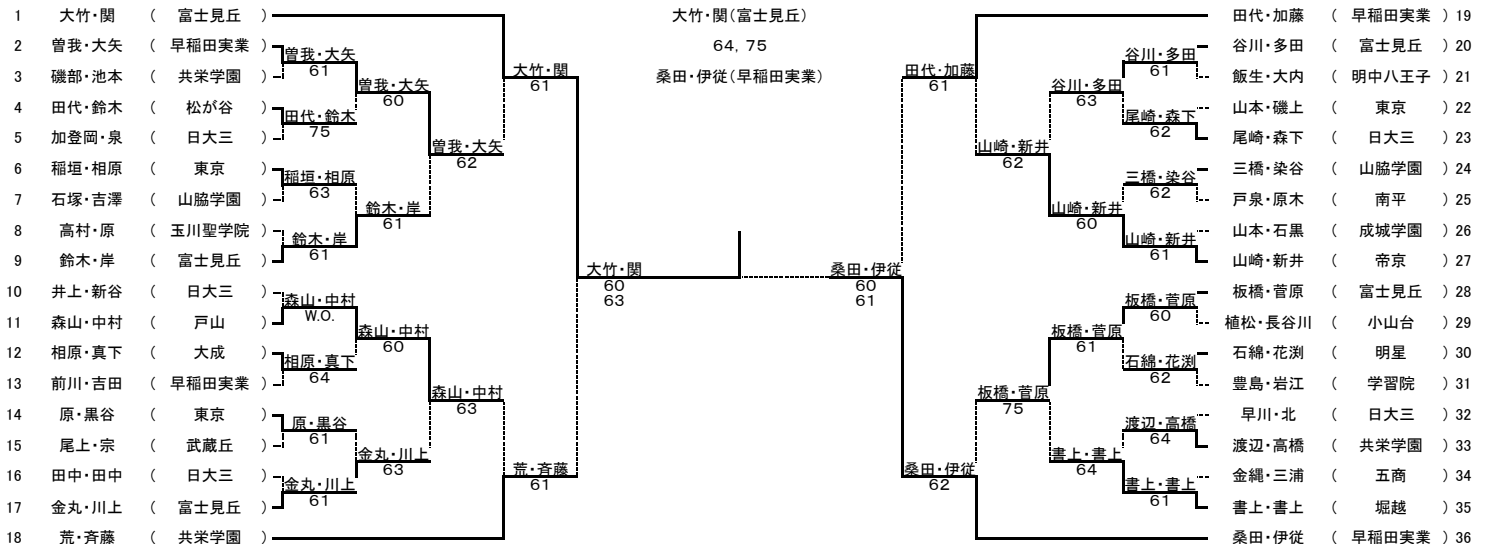 1 大竹・関 ( 富士見丘 )
2 曽我・大矢 ( 早稲田実業 )
3 磯部・池本 ( 共栄学園 )
4 田代・鈴木 ( 松が谷 )
5 加登岡・泉 ( 日大三 )
6 稲垣・相原 ( 東京 )
7 石塚・吉澤 ( 山脇学園 )
8 高村・原 ( 玉川聖学院 )
9 鈴木・岸 ( 富士見丘 )
10 井上・新谷 ( 日大三 )
11 森山・中村 ( 戸山 )
12 相原・真下 ( 大成 )
13 前川・吉田 ( 早稲田実業 )
14 原・黒谷 ( 東京 )
15 尾上・宗 ( 武蔵丘 )
16 田中・田中 ( 日大三 )
17 金丸・川上 ( 富士見丘 )
18 荒・斉藤 ( 共栄学園 )
曽我・大矢
61
田代・鈴木
75
稲垣・相原
63
鈴木・岸
61
森山・中村
W.O.
相原・真下
64
原・黒谷
61
金丸・川上
61
曽我・大矢
60
鈴木・岸
61
森山・中村
60
金丸・川上
63
曽我・大矢
62
森山・中村
63
大竹・関
61
荒・斉藤
61
大竹・関
60
63
大竹・関(富士見丘)
64, 75
桑田・伊従(早稲田実業)
桑田・伊従
60
61
田代・加藤
61
桑田・伊従
62
山崎・新井
62
板橋・菅原
75
谷川・多田
63
山崎・新井
60
板橋・菅原
61
書上・書上
64
谷川・多田
61
尾崎・森下
62
三橋・染谷
62
山崎・新井
61
板橋・菅原
60
石綿・花渕
62
渡辺・高橋
64
書上・書上
61
田代・加藤 ( 早稲田実業 ) 19
谷川・多田 ( 富士見丘 ) 20
飯生・大内 ( 明中八王子 ) 21
山本・磯上 ( 東京 ) 22
尾崎・森下 ( 日大三 ) 23
三橋・染谷 ( 山脇学園 ) 24
戸泉・原木 ( 南平 ) 25
山本・石黒 ( 成城学園 ) 26
山崎・新井 ( 帝京 ) 27
板橋・菅原 ( 富士見丘 ) 28
植松・長谷川 ( 小山台 ) 29
石綿・花渕 ( 明星 ) 30
豊島・岩江 ( 学習院 ) 31
早川・北 ( 日大三 ) 32
渡辺・高橋 ( 共栄学園 ) 33
金縄・三浦 ( 五商 ) 34
書上・書上 ( 堀越 ) 35
桑田・伊従 ( 早稲田実業 ) 36